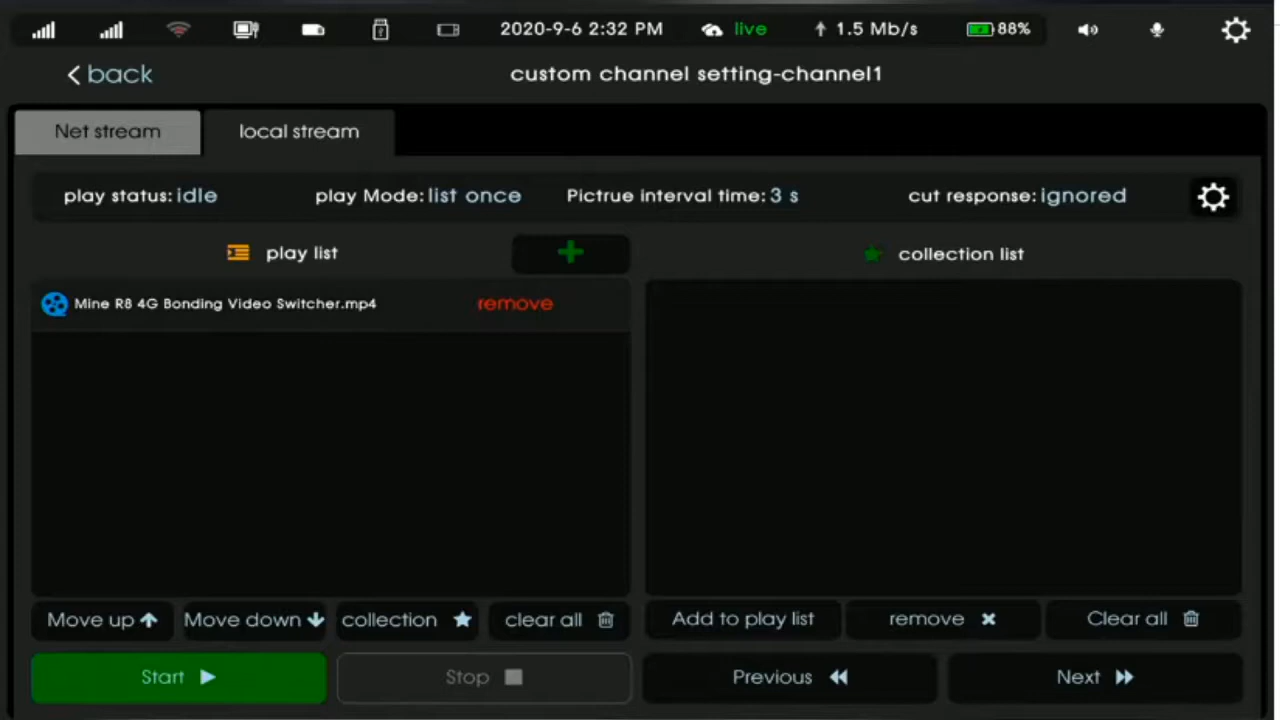 2020-9-6 2:32 PM live 1.5 Mb/s 88%
back custom channel setting-channel1
Net stream local stream
play status:idle play Mode:list once Pictrue interval time:3 s cut response:ignored
play list collection list
Mine R8 4G Bonding Video Switcher.mp4 remove
Move up Move down collection clear all Add to play list remove Clear all
Start Stop Previous Next